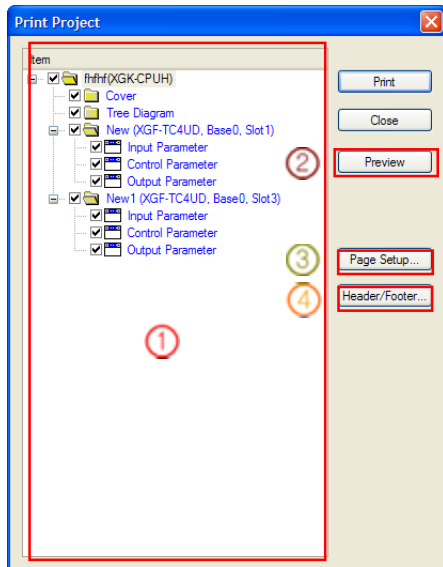 Print Project
Item
fhfhf(XGK-CPUH)
Cover
Tree Diagram
New (XGF-TC4UD, Base0, Slot1)
Input Parameter
Control Parameter
Output Parameter
New1 (XGF-TC4UD, Base0, Slot3)
Input Parameter
Control Parameter
Output Parameter
①
Print
Close
② Preview
③ Page Setup...
④ Header/Footer...